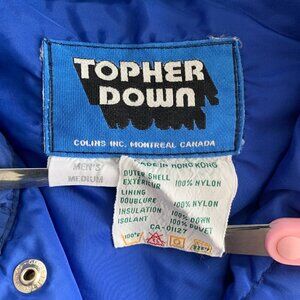 TOPHER
DOWN
COLINS INC. MONTREAL CANADA
MEN'S
MEDIUM
MADE IN HONG KONG
OUTER SHELL
EXTERIEUR 100% NYLON
LINING
DOUBLURE 100% NYLON
INSULATION 100% DOWN
ISOLANT 100% DUVET
CA-01127